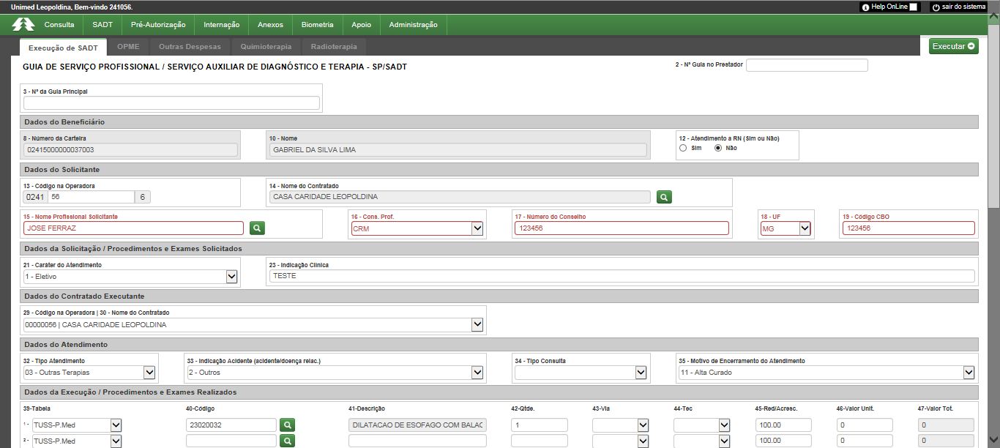 Unimed Leopoldina, Bem-vindo 241056.
Help OnLine
sair do sistema
Consulta
SADT
Pré-Autorização
Internação
Anexos
Biometria
Apoio
Administração
Execução de SADT
OPME
Outras Despesas
Quimioterapia
Radioterapia
Executar
GUIA DE SERVIÇO PROFISSIONAL / SERVIÇO AUXILIAR DE DIAGNÓSTICO E TERAPIA - SP/SADT
2 - Nº Guia no Prestador
3 - Nº da Guia Principal
Dados do Beneficiário
8 - Número da Carteira
10 - Nome
12 - Atendimento a RN (Sim ou Não)
02415000000037003
GABRIEL DA SILVA LIMA
Sim
Não
Dados do Solicitante
13 - Código na Operadora
14 - Nome do Contratado
0241
56
6
CASA CARIDADE LEOPOLDINA
15 - Nome Profissional Solicitante
16 - Cons. Prof.
17 - Número do Conselho
18 - UF
19 - Código CBO
JOSE FERRAZ
CRM
123456
MG
123456
Dados da Solicitação / Procedimentos e Exames Solicitados
21 - Caráter do Atendimento
23 - Indicação Clínica
1 - Eletivo
TESTE
Dados do Contratado Executante
29 - Código na Operadora | 30 - Nome do Contratado
00000056 | CASA CARIDADE LEOPOLDINA
Dados do Atendimento
32 - Tipo Atendimento
33 - Indicação Acidente (acidente/doença relac.)
34 - Tipo Consulta
35 - Motivo de Encerramento do Atendimento
03 - Outras Terapias
2 - Outros
11 - Alta Curado
Dados da Execução / Procedimentos e Exames Realizados
39-Tabela
40-Código
41-Descrição
42-Qtde.
43-Via
44-Tec
45-Red/Acresc.
46-Valor Unit.
47-Valor Tot.
1 -
TUSS-P.Med
23020032
DILATACAO DE ESOFAGO COM BALAC
1
100.00
0
0
2 -
TUSS-P.Med
100.00
0
0